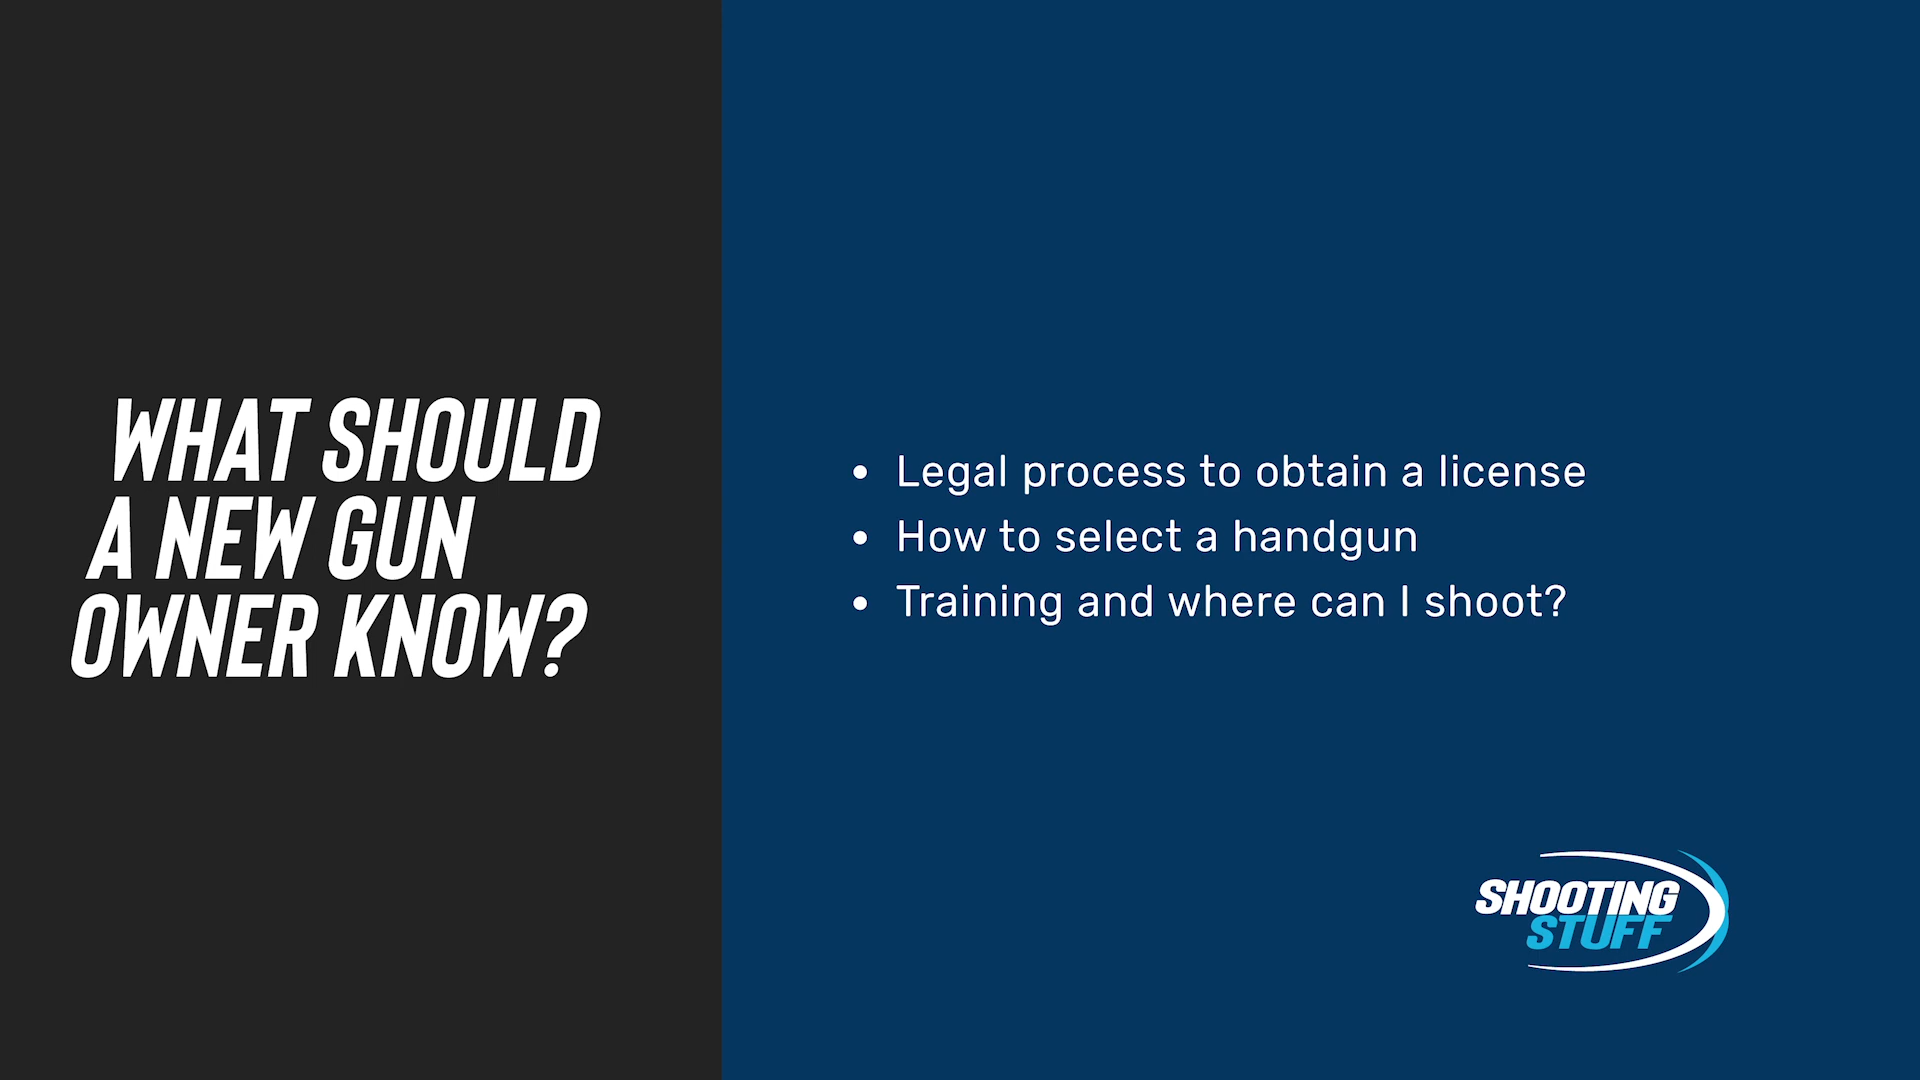 WHAT SHOULD
A NEW GUN
OWNER KNOW?
• Legal process to obtain a license
• How to select a handgun
• Training and where can I shoot?
SHOOTING
STUFF